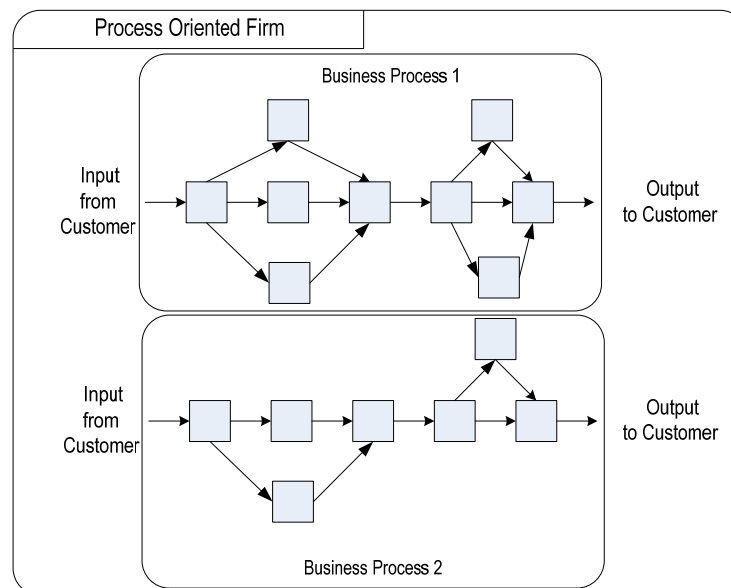 Process Oriented Firm
Business Process 1
Input
from
Customer
Output
to Customer
Input
from
Customer
Output
to Customer
Business Process 2